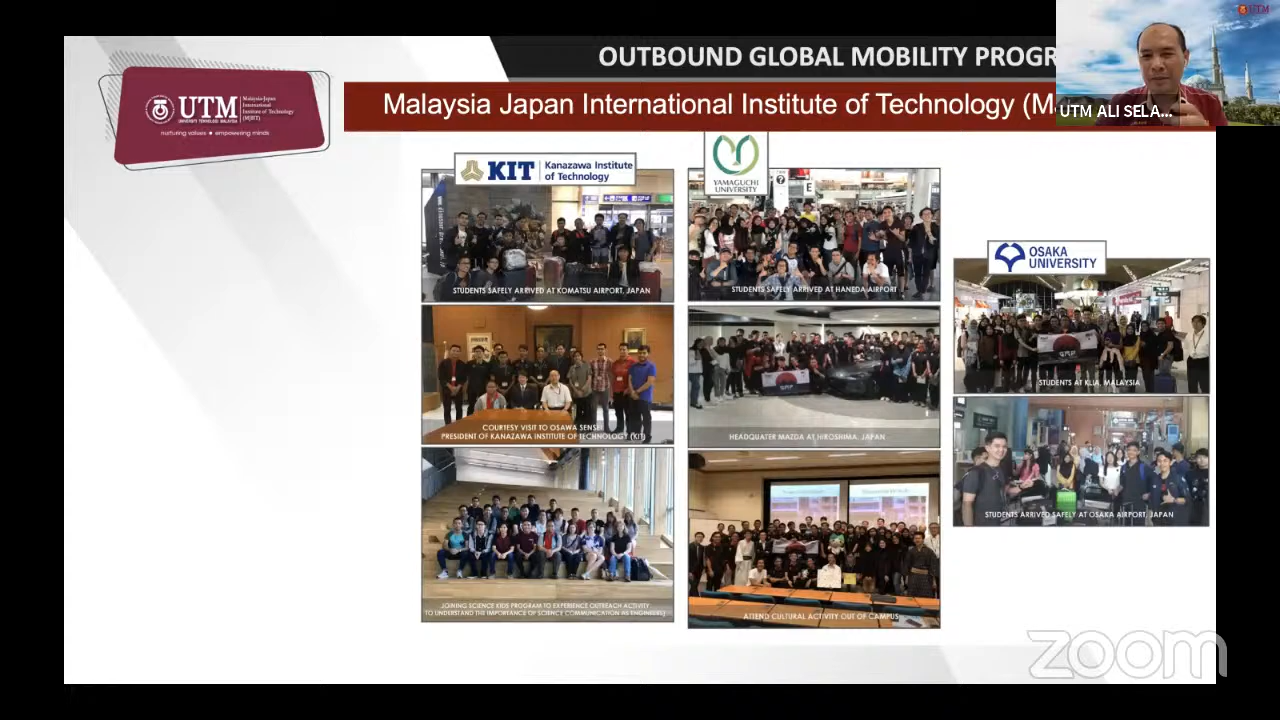 OUTBOUND GLOBAL MOBILITY PROGR
Malaysia Japan International Institute of Technology (M
UTM ALI SELA...
UTM
UTM
UNIVERSITI TEKNOLOGI MALAYSIA
Malaysia-Japan
International
Institute of Technology
(MJIIT)
nurturing values • empowering minds
KIT
Kanazawa Institute
of Technology
STUDENTS SAFELY ARRIVED AT KOMATSU AIRPORT, JAPAN
COURTESY VISIT TO OSAWA SENSEI
PRESIDENT OF KANAZAWA INSTITUTE OF TECHNOLOGY (KIT)
JOINING SCIENCE KIDS PROGRAM TO EXPERIENCE OUTREACH ACTIVITY
TO UNDERSTAND THE IMPORTANCE OF SCIENCE COMMUNICATION AS ENGINEERS)
YAMAGUCHI
UNIVERSITY
E
STUDENTS SAFELY ARRIVED AT HANEDA AIRPORT
HEADQUATER MAZDA AT HIROSHIMA, JAPAN
ATTEND CULTURAL ACTIVITY OUT OF CAMPUS
OSAKA
UNIVERSITY
STUDENTS AT KLIA, MALAYSIA
STUDENTS ARRIVED SAFELY AT OSAKA AIRPORT, JAPAN
zoom